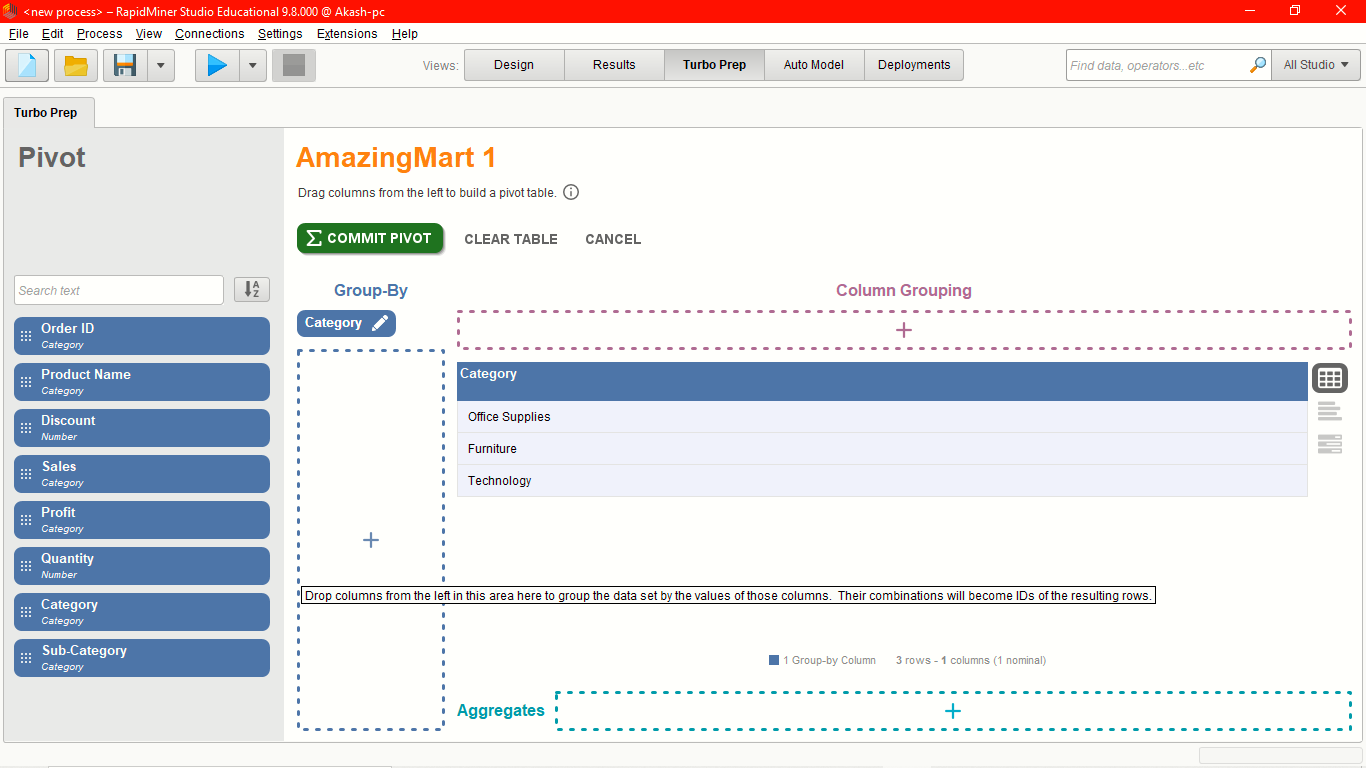 <new process> – RapidMiner Studio Educational 9.8.000 @ Akash-pc
File Edit Process View Connections Settings Extensions Help
Views: Design Results Turbo Prep Auto Model Deployments Find data, operators...etc All Studio
Turbo Prep
Pivot
AmazingMart 1
Drag columns from the left to build a pivot table.
COMMIT PIVOT CLEAR TABLE CANCEL
Search text
Order ID
Category
Product Name
Category
Discount
Number
Sales
Category
Profit
Category
Quantity
Number
Category
Category
Sub-Category
Category
Group-By
Category
Column Grouping
Category
Office Supplies
Furniture
Technology
Drop columns from the left in this area here to group the data set by the values of those columns. Their combinations will become IDs of the resulting rows.
1 Group-by Column 3 rows - 1 columns (1 nominal)
Aggregates